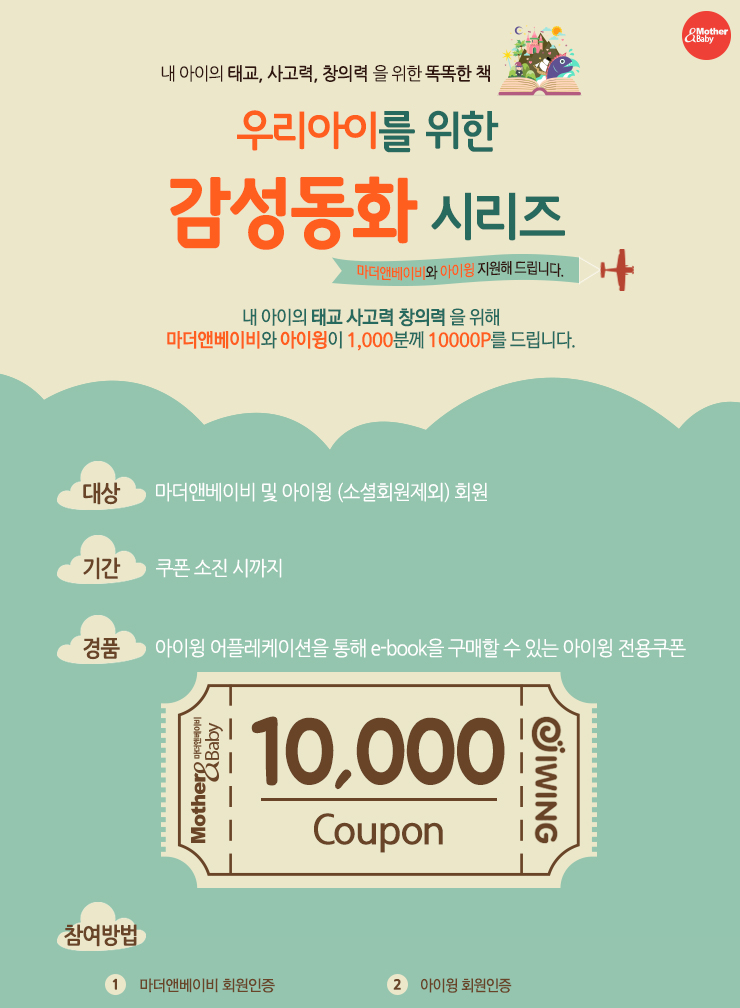 Mother
&Baby
내 아이의 태교, 사고력, 창의력 을 위한 똑똑한 책
우리아이를 위한
감성동화 시리즈
마더앤베이비와 아이윙 지원해 드립니다.
내 아이의 태교 사고력 창의력 을 위해
마더앤베이비와 아이윙이 1,000분께 10000P를 드립니다.
대상 마더앤베이비 및 아이윙 (소셜회원제외) 회원
기간 쿠폰 소진 시까지
경품 아이윙 어플레케이션을 통해 e-book을 구매할 수 있는 아이윙 전용쿠폰
Mother&Baby 마더앤베이비
10,000
Coupon
iWING
참여방법
1 마더앤베이비 회원인증
2 아이윙 회원인증